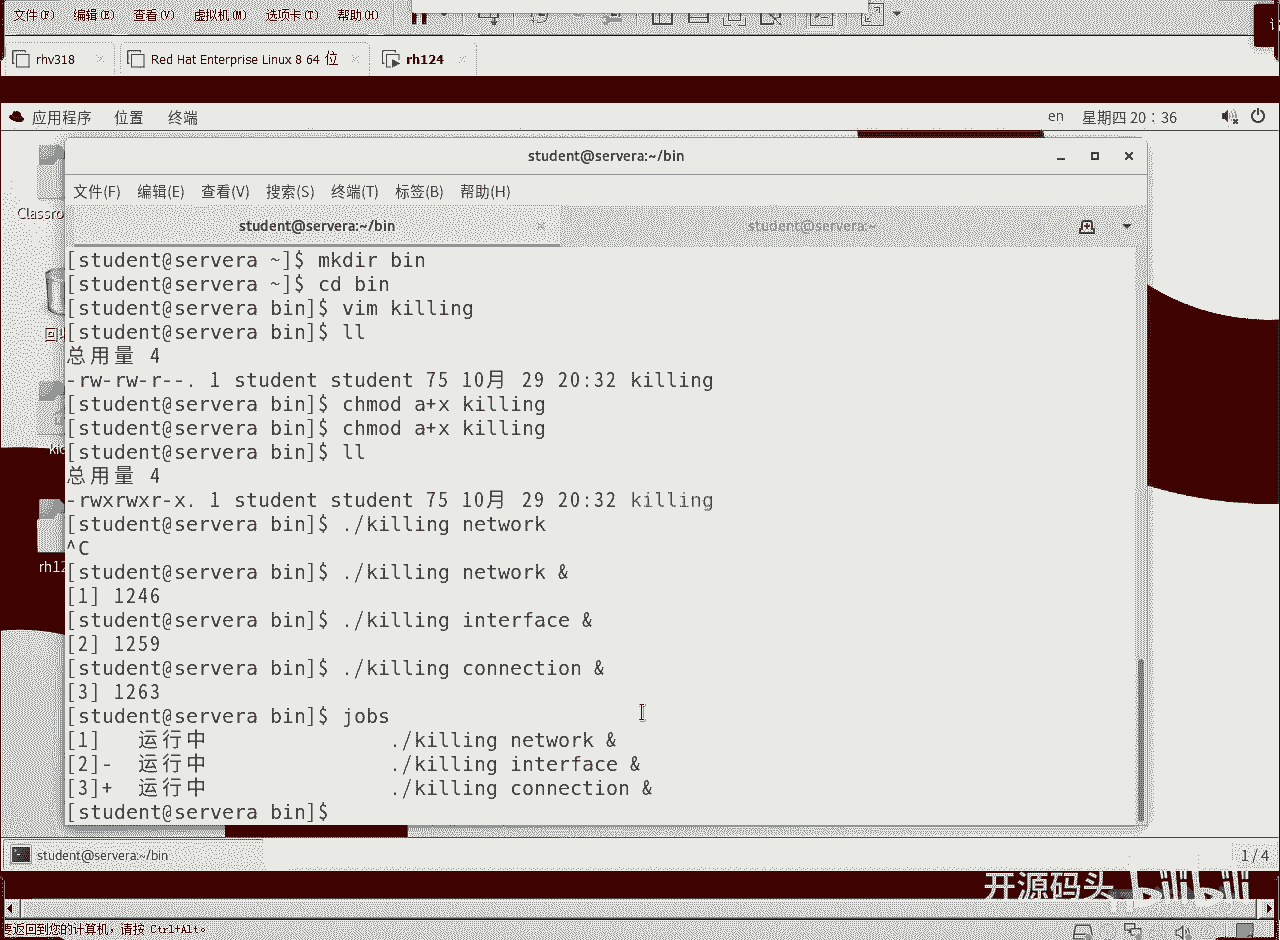 文件(F) 编辑(E) 查看(V) 虚拟机(M) 选项卡(T) 帮助(H)
rhv318 Red Hat Enterprise Linux 8 64 位 rh124
应用程序 位置 终端 en 星期四 20：36
student@servera:~/bin
文件(F) 编辑(E) 查看(V) 搜索(S) 终端(T) 标签(B) 帮助(H)
Classro
student@servera:~/bin student@servera:~
[student@servera ~]$ mkdir bin
[student@servera ~]$ cd bin
[student@servera bin]$ vim killing
[student@servera bin]$ ll
总用量 4
-rw-rw-r--. 1 student student 75 10月 29 20:32 killing
[student@servera bin]$ chmod a+x killing
[student@servera bin]$ chmod a+x killing
[student@servera bin]$ ll
总用量 4
-rwxrwxr-x. 1 student student 75 10月 29 20:32 killing
[student@servera bin]$ ./killing network
^C
[student@servera bin]$ ./killing network &
[1] 1246
[student@servera bin]$ ./killing interface &
[2] 1259
[student@servera bin]$ ./killing connection &
[3] 1263
[student@servera bin]$ jobs
[1] 运行中 ./killing network &
[2]- 运行中 ./killing interface &
[3]+ 运行中 ./killing connection &
[student@servera bin]$
rh12
student@servera:~/bin 1 / 4
开源码头 bilibili
要返回到您的计算机，请按 Ctrl+Alt。